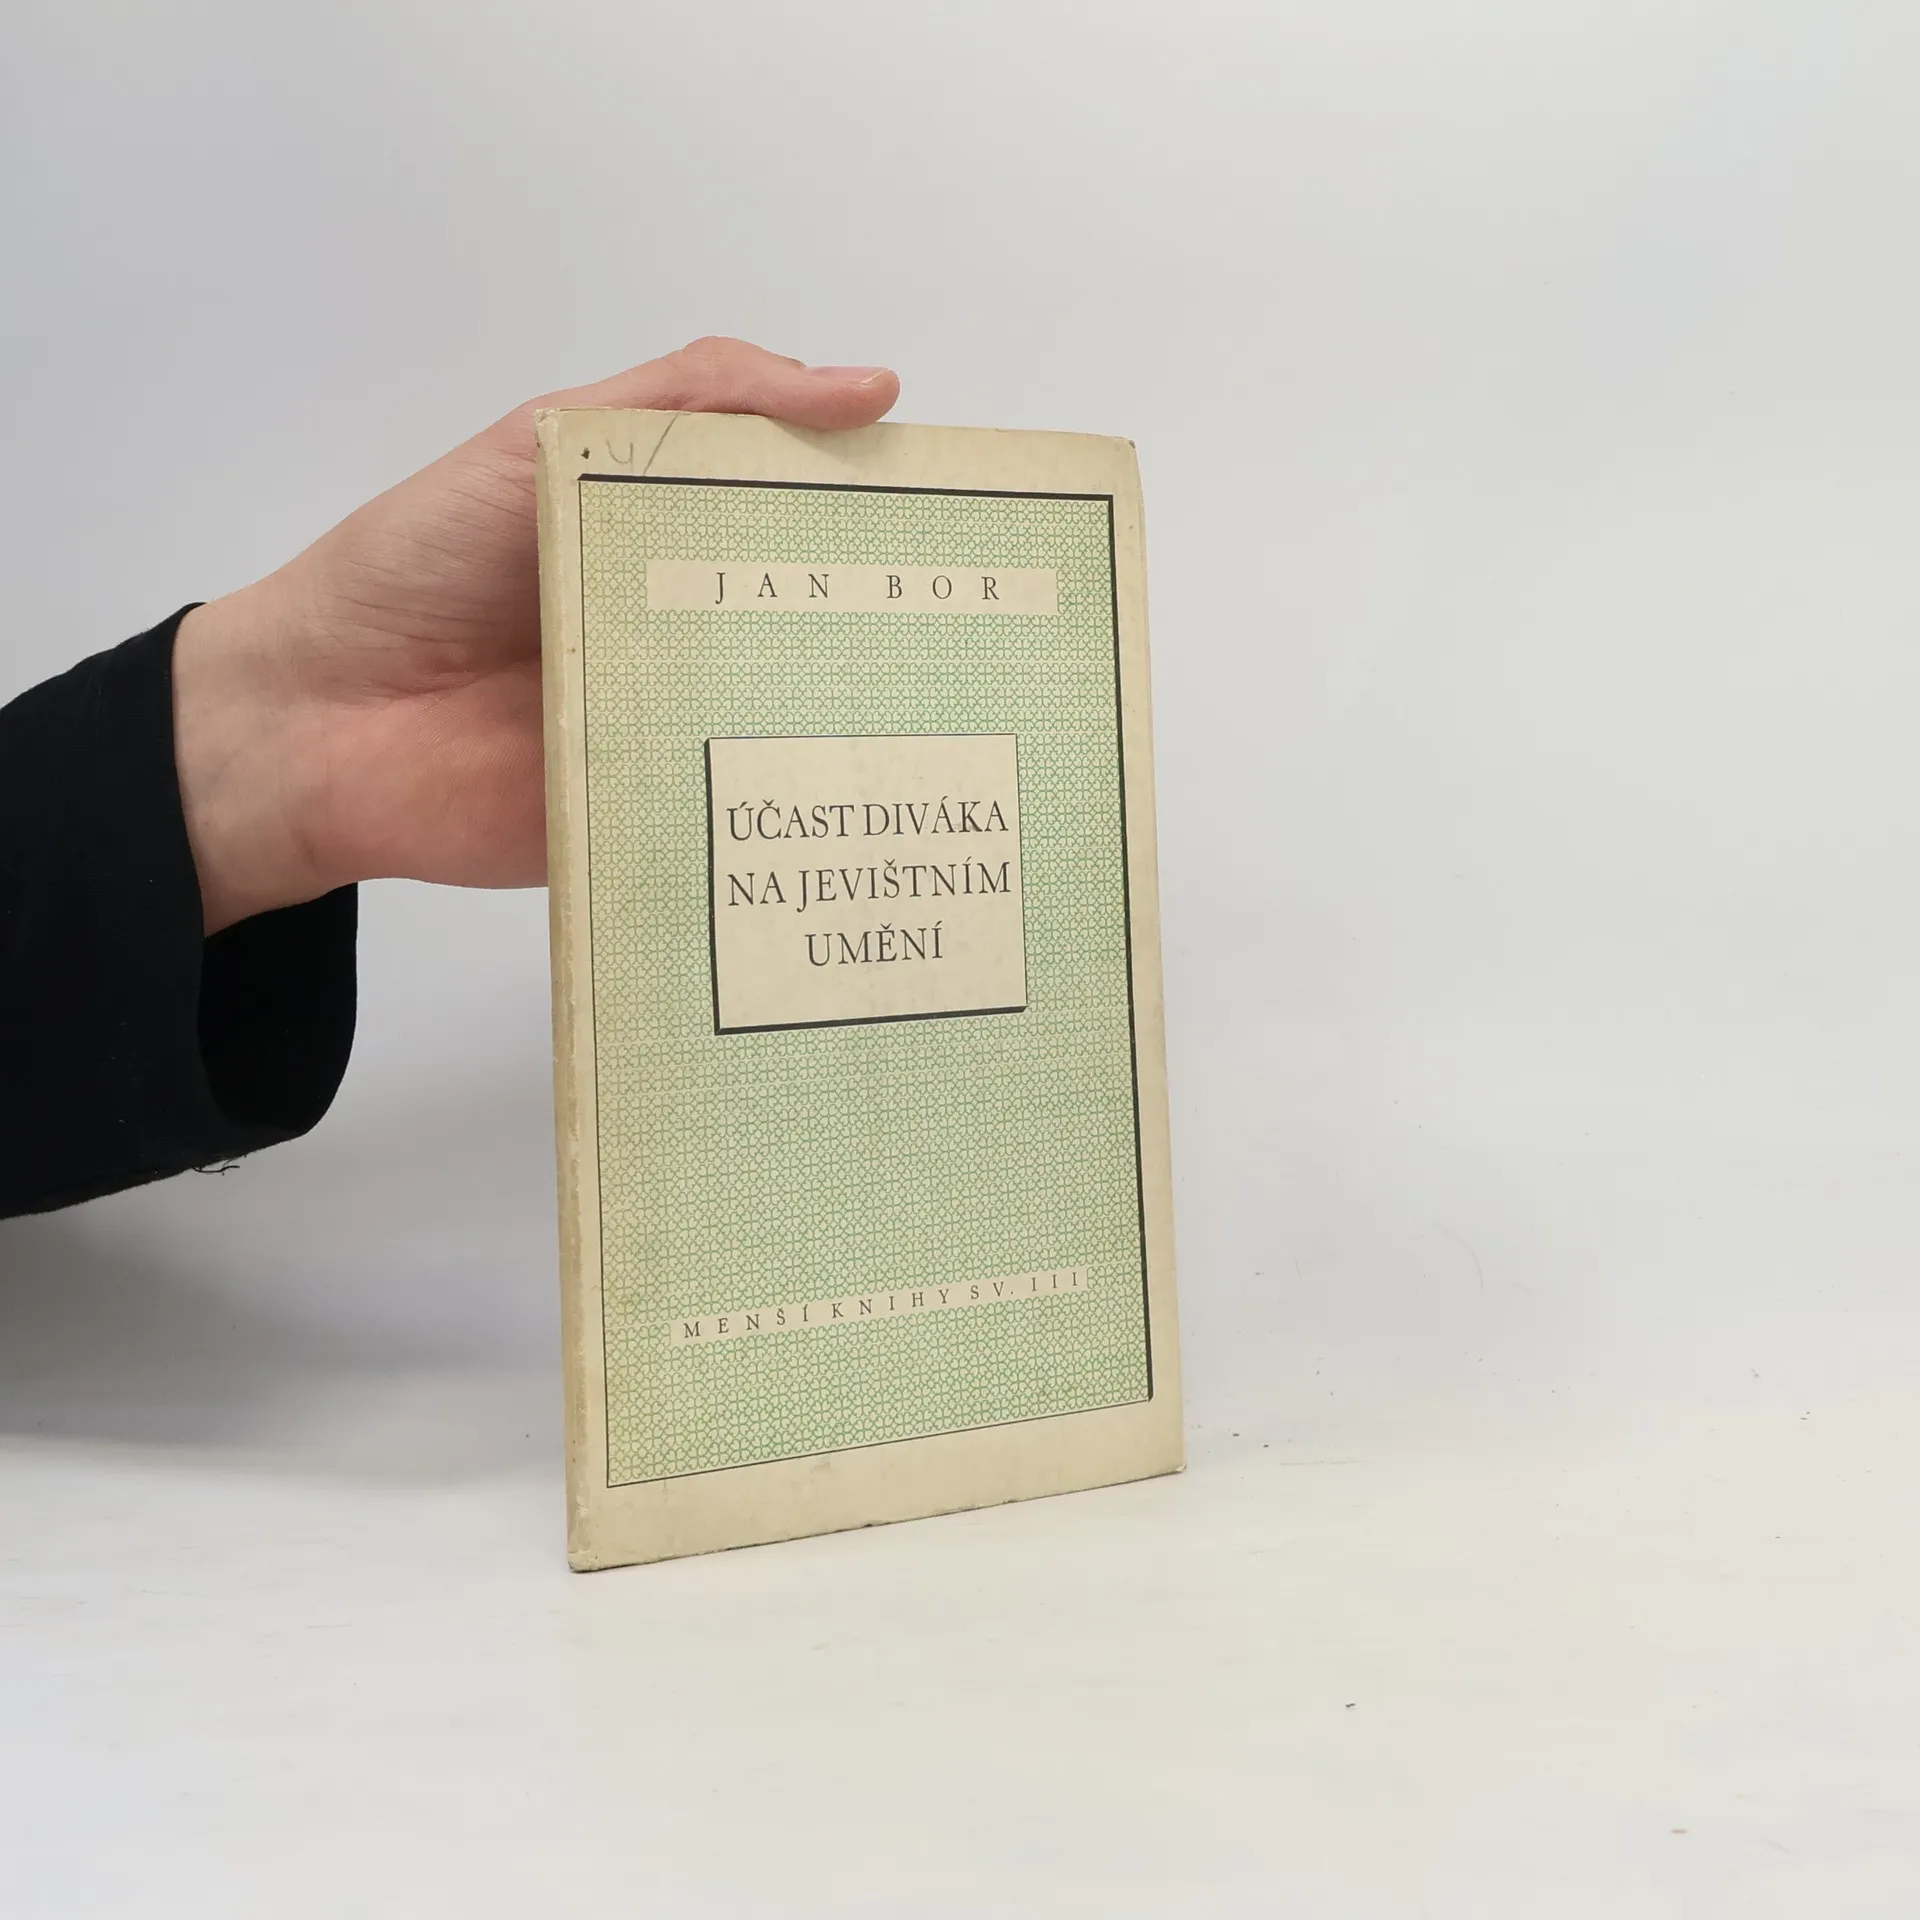 JAN BOR
ÚČAST DIVÁKA
NA JEVIŠTNÍM
UMĚNÍ
MENŠÍ KNIHY SV. III